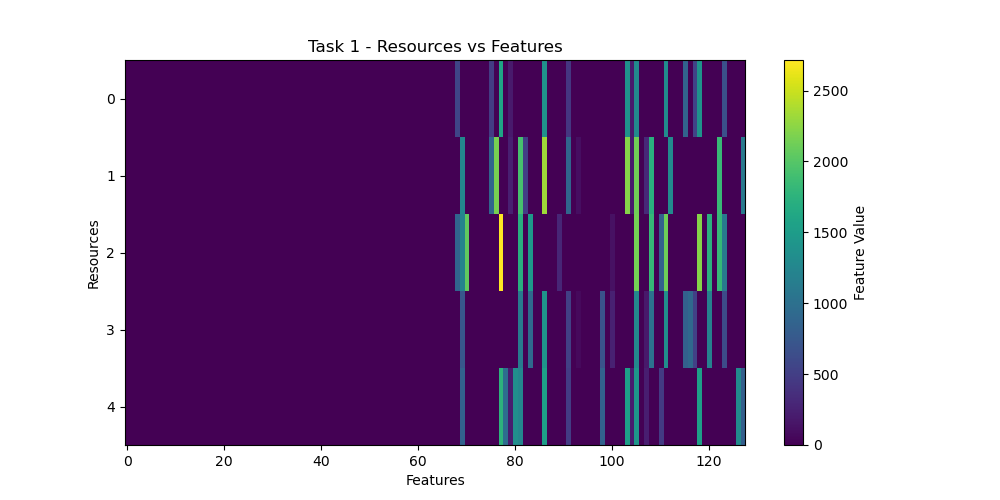 Task 1 - Resources vs Features
Resources
0
1
2
3
4
0 20 40 60 80 100 120
Features
2500
2000
1500
1000
500
0
Feature Value